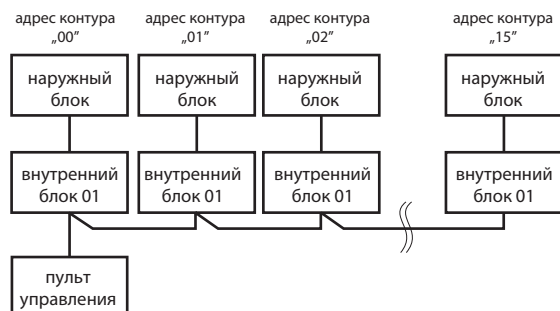 адрес контура адрес контура адрес контура адрес контура
„00” „01” „02” „15”
наружный наружный наружный наружный
блок блок блок блок
внутренний внутренний внутренний внутренний
блок 01 блок 01 блок 01 блок 01
пульт
управления